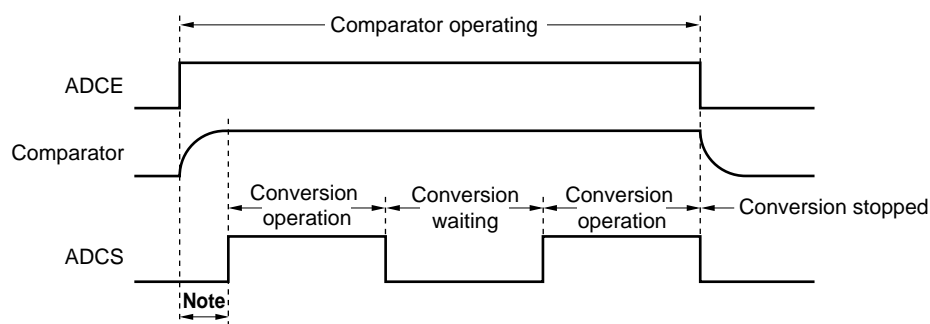 Comparator operating
ADCE
Comparator
Conversion
operation
Conversion
waiting
Conversion
operation
Conversion stopped
ADCS
Note